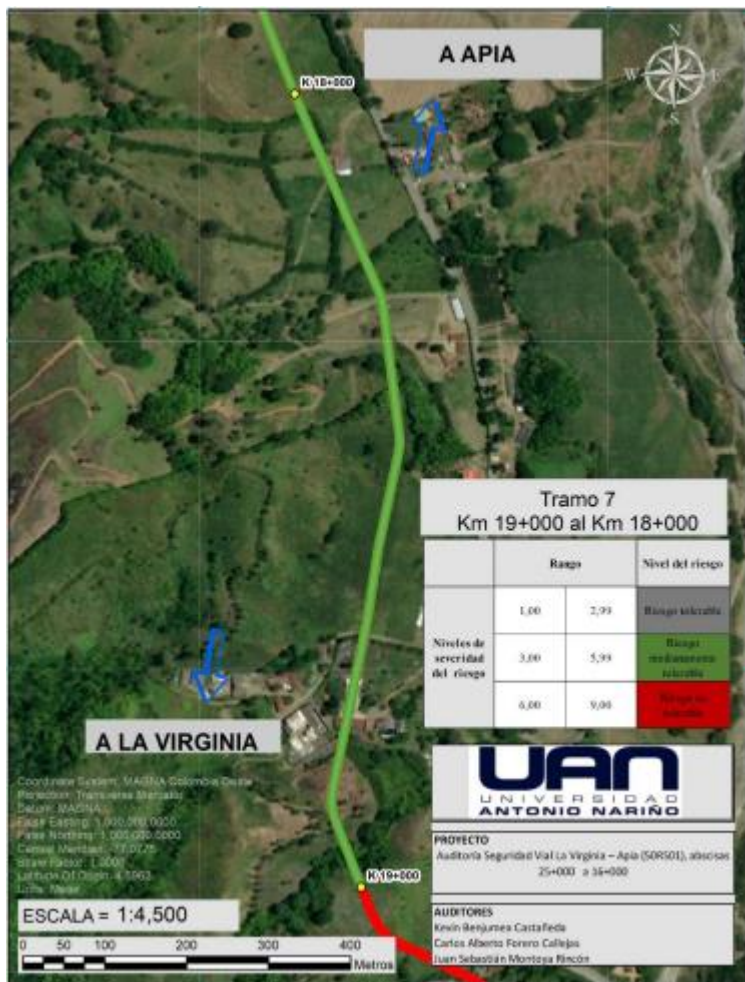 A APIA
K 18+000
N
W E
S
Tramo 7
Km 19+000 al Km 18+000
Rango
Nivel del riesgo
Niveles de severidad del riesgo
1,00
2,99
Riesgo tolerable
3,00
5,99
Riesgo medianamente tolerable
6,00
9,00
A LA VIRGINIA
Coordinate System: MAGNA Colombia Oeste
Projection: Transverse Mercator
Datum: MAGNA
False Easting: 1.000.000,0000
False Northing: 1.000.000,0000
Central Meridian: -77,0775
Scale Factor: 1,0000
Latitude Of Origin: 4,5962
Units: Meter
K 19+000
UAN
UNIVERSIDAD
ANTONIO NARIÑO
PROYECTO
Auditoría Seguridad Vial La Virginia – Apia (50RS01), abscisas
25+000 a 16+000
AUDITORES
Kevin Benjumea Castañeda
Carlos Alberto Forero Callejas
Juan Sebastián Montoya Rincón
ESCALA = 1:4,500
0 50 100 200 300 400
Metros